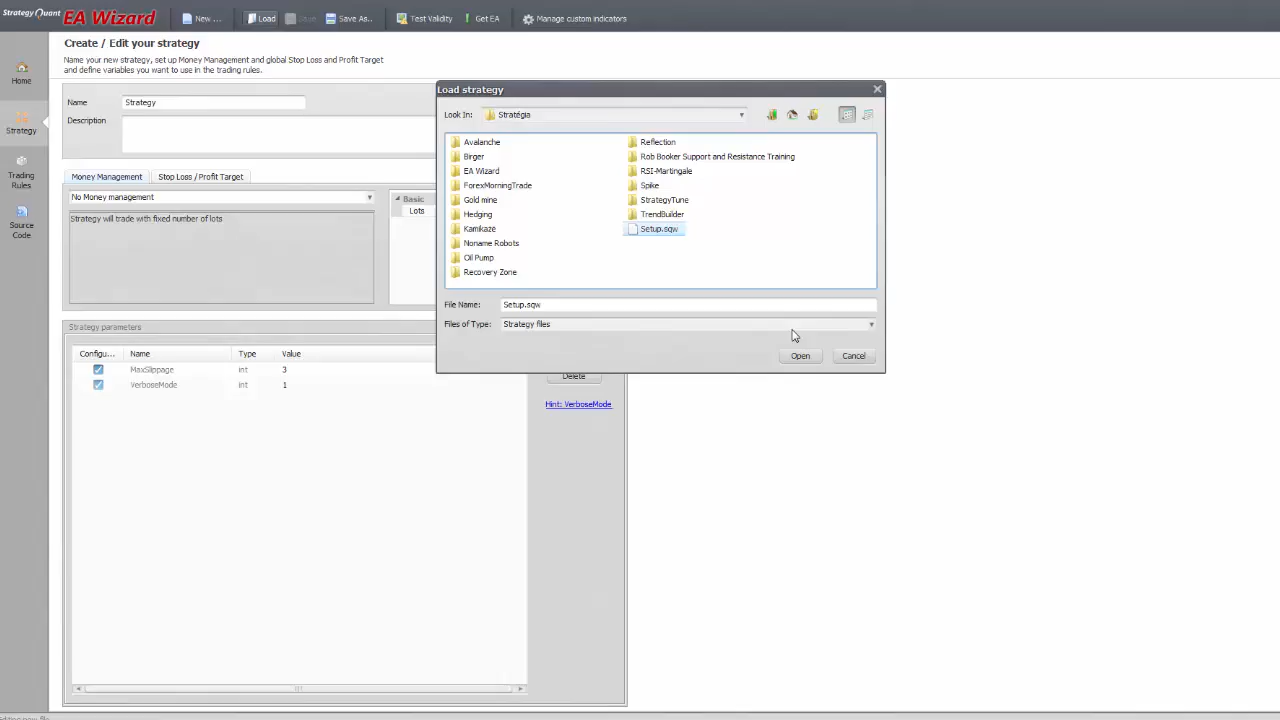 StrategyQuant EA Wizard
New ...
Load
Save
Save As..
Test Validity
Get EA
Manage custom indicators
Home
Strategy
Trading
Rules
Source
Code
Create / Edit your strategy
Name your new strategy, set up Money Management and global Stop Loss and Profit Target
and define variables you want to use in the trading rules.
Name
Strategy
Description
Money Management
Stop Loss / Profit Target
No Money management
Strategy will trade with fixed number of lots
Basic
Lots
Strategy parameters
Configu... Name Type Value
MaxSlippage int 3
VerboseMode int 1
Delete
Hint: VerboseMode
Load strategy
Look In: Stratégia
Avalanche
Birger
EA Wizard
ForexMorningTrade
Gold mine
Hedging
Kamikaze
Noname Robots
Oil Pump
Recovery Zone
Reflection
Rob Booker Support and Resistance Training
RSI-Martingale
Spike
StrategyTune
TrendBuilder
Setup.sqw
File Name: Setup.sqw
Files of Type: Strategy files
Open
Cancel